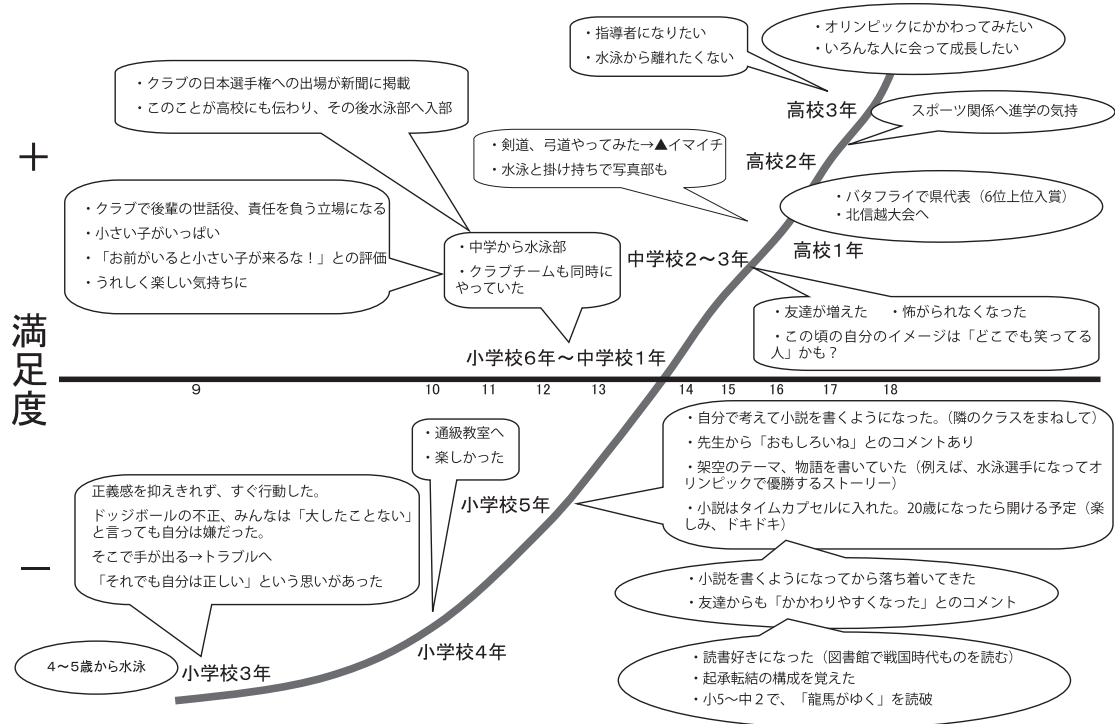 ・オリンピックにかかわってみたい
・いろんな人に会って成長したい
・指導者になりたい
・水泳から離れたくない
・クラブの日本選手権への出場が新聞に掲載
・このことが高校にも伝わり、その後水泳部へ入部
高校3年
スポーツ関係へ進学の気持
・剣道、弓道やってみた→▲イマイチ
・水泳と掛け持ちで写真部も
高校2年
＋
・クラブで後輩の世話役、責任を負う立場になる
・小さい子がいっぱい
・「お前がいると小さい子が来るな！」との評価
・うれしく楽しい気持ちに
・バタフライで県代表（6位上位入賞）
・北信越大会へ
・中学から水泳部
・クラブチームも同時に
やっていた
中学校2～3年
高校1年
・友達が増えた　・怖がられなくなった
・この頃の自分のイメージは「どこでも笑ってる
人」かも？
小学校6年～中学校1年
満足度
9 10 11 12 13 14 15 16 17 18
・通級教室へ
・楽しかった
・自分で考えて小説を書くようになった。（隣のクラスをまねして）
・先生から「おもしろいね」とのコメントあり
・架空のテーマ、物語を書いていた（例えば、水泳選手になってオ
リンピックで優勝するストーリー）
・小説はタイムカプセルに入れた。20歳になったら開ける予定（楽
しみ、ドキドキ）
小学校5年
正義感を抑えきれず、すぐ行動した。
ドッジボールの不正、みんなは「大したことない」
と言っても自分は嫌だった。
そこで手が出る→トラブルへ
「それでも自分は正しい」という思いがあった
－
・小説を書くようになってから落ち着いてきた
・友達からも「かかわりやすくなった」とのコメント
4～5歳から水泳
小学校3年
小学校4年
・読書好きになった（図書館で戦国時代ものを読む）
・起承転結の構成を覚えた
・小5～中２で、「龍馬がゆく」を読破